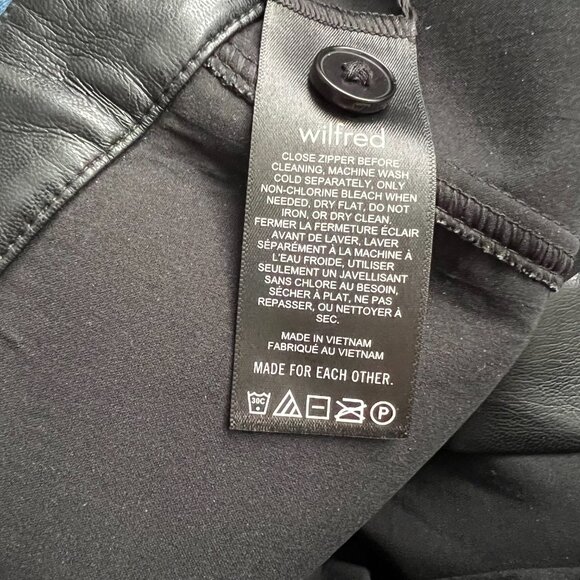 wilfred
CLOSE ZIPPER BEFORE
CLEANING, MACHINE WASH
COLD SEPARATELY, ONLY
NON-CHLORINE BLEACH WHEN
NEEDED, DRY FLAT, DO NOT
IRON, OR DRY CLEAN.
FERMER LA FERMETURE ÉCLAIR
AVANT DE LAVER, LAVER
SÉPARÉMENT À LA MACHINE À
L'EAU FROIDE, UTILISER
SEULEMENT UN JAVELLISANT
SANS CHLORE AU BESOIN,
SÉCHER À PLAT, NE PAS
REPASSER, OU NETTOYER À
SEC.
MADE IN VIETNAM
FABRIQUÉ AU VIETNAM
MADE FOR EACH OTHER.
30C P